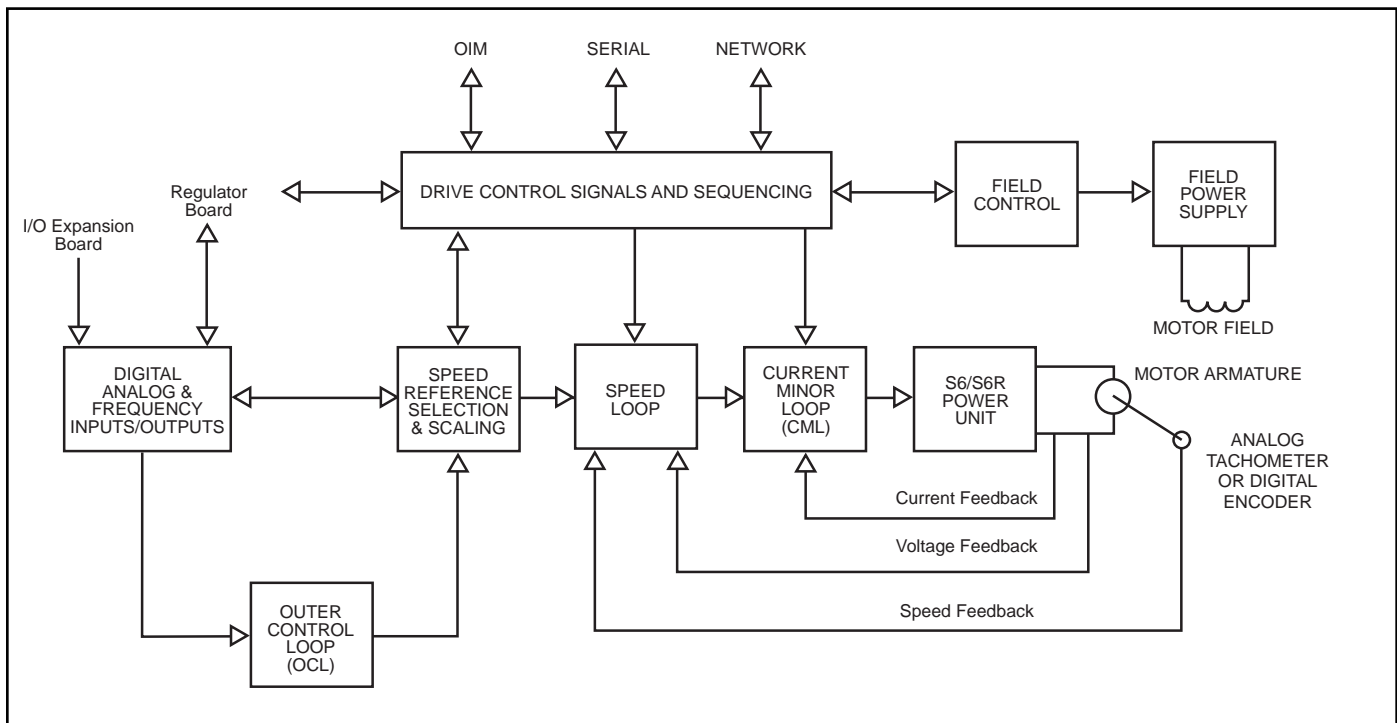 OIM
SERIAL
NETWORK
DRIVE CONTROL SIGNALS AND SEQUENCING
FIELD
CONTROL
FIELD
POWER
SUPPLY
Regulator
Board
I/O Expansion
Board
MOTOR FIELD
DIGITAL
ANALOG &
FREQUENCY
INPUTS/OUTPUTS
SPEED
REFERENCE
SELECTION
& SCALING
SPEED
LOOP
CURRENT
MINOR
LOOP
(CML)
S6/S6R
POWER
UNIT
MOTOR ARMATURE
ANALOG
TACHOMETER
OR DIGITAL
ENCODER
Current Feedback
Voltage Feedback
Speed Feedback
OUTER
CONTROL
LOOP
(OCL)